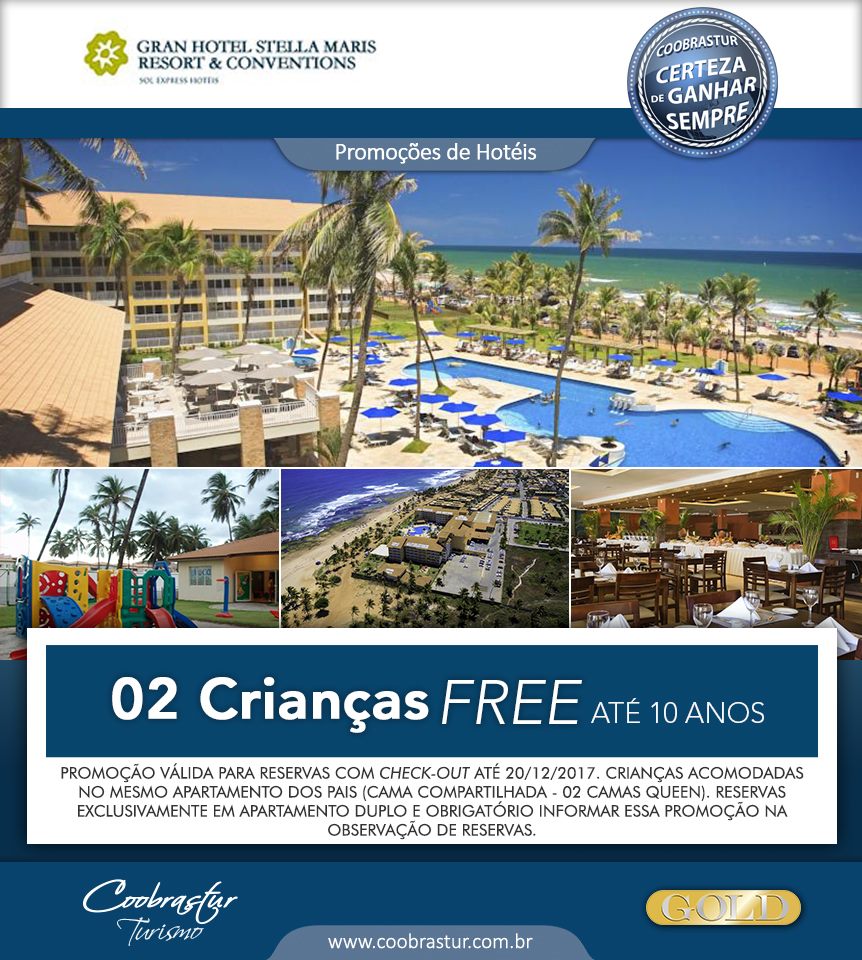 GRAN HOTEL STELLA MARIS
RESORT & CONVENTIONS
SOL EXPRESS HOTÉIS
COOBRASTUR
CERTEZA
DE GANHAR
SEMPRE
Promoções de Hotéis
02 Crianças FREE ATÉ 10 ANOS
PROMOÇÃO VÁLIDA PARA RESERVAS COM CHECK-OUT ATÉ 20/12/2017. CRIANÇAS ACOMODADAS
NO MESMO APARTAMENTO DOS PAIS (CAMA COMPARTILHADA - 02 CAMAS QUEEN). RESERVAS
EXCLUSIVAMENTE EM APARTAMENTO DUPLO E OBRIGATÓRIO INFORMAR ESSA PROMOÇÃO NA
OBSERVAÇÃO DE RESERVAS.
Coobrastur
Turismo
GOLD
www.coobrastur.com.br